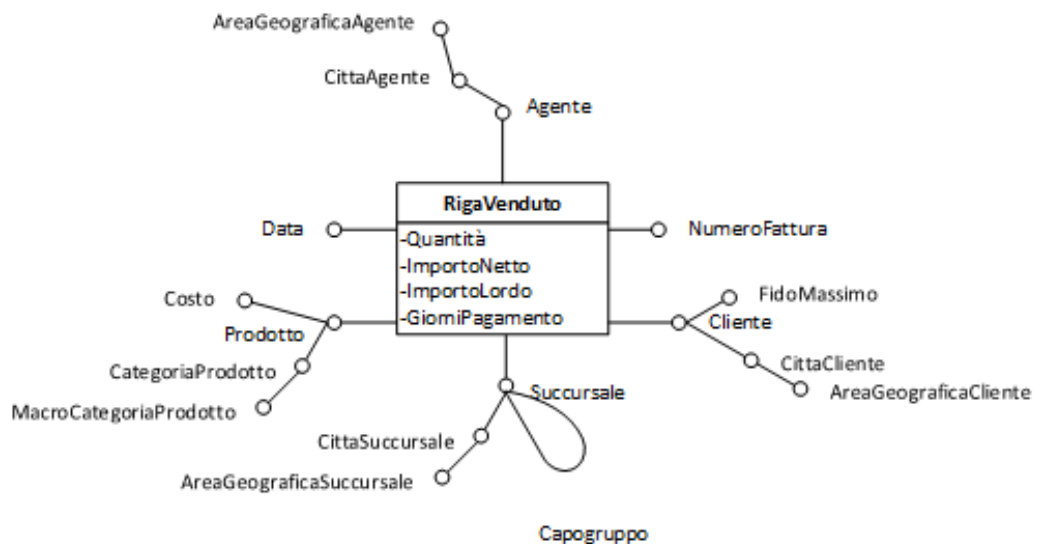 AreaGeograficaAgente
CittaAgente
Agente
RigaVenduto
Data
-Quantità
NumeroFattura
-ImportoNetto
-ImportoLordo
-GiorniPagamento
Costo
Prodotto
CategoriaProdotto
MacroCategoriaProdotto
FidoMassimo
Cliente
CittaCliente
AreaGeograficaCliente
Succursale
CittaSuccursale
AreaGeograficaSuccursale
Capogruppo